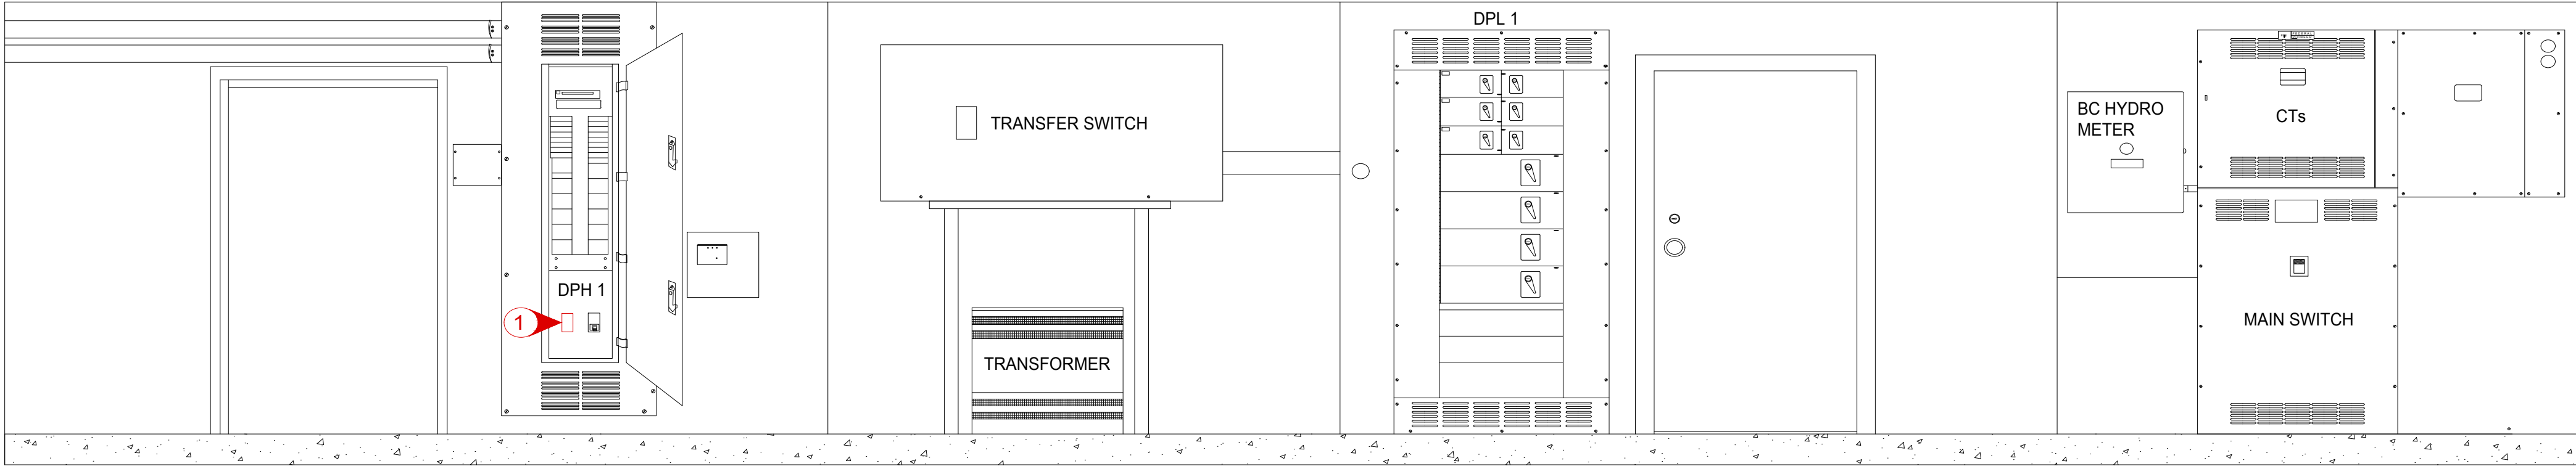 DPH 1
1
TRANSFER SWITCH
TRANSFORMER
DPL 1
BC HYDRO
METER
CTs
MAIN SWITCH